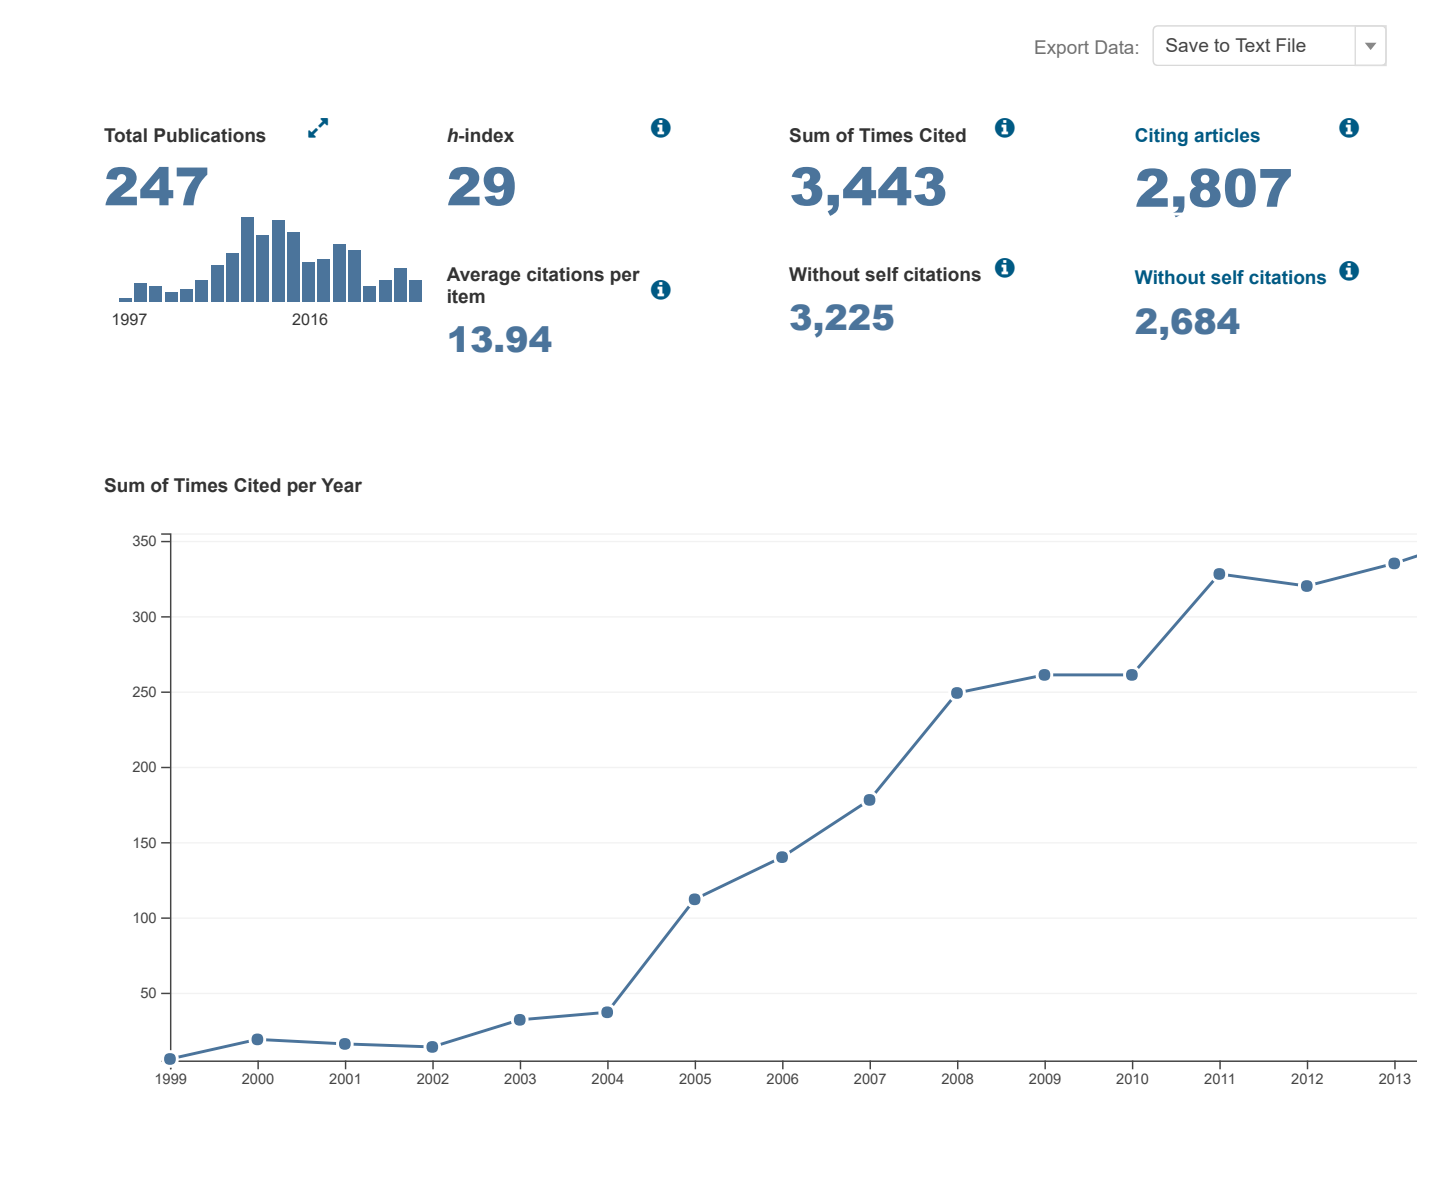 Export Data: Save to Text File
Total Publications
247
1997 2016
h-index
29
Average citations per
item
13.94
Sum of Times Cited
3,443
Without self citations
3,225
Citing articles
2,807
Without self citations
2,684
Sum of Times Cited per Year
350
300
250
200
150
100
50
1999 2000 2001 2002 2003 2004 2005 2006 2007 2008 2009 2010 2011 2012 2013